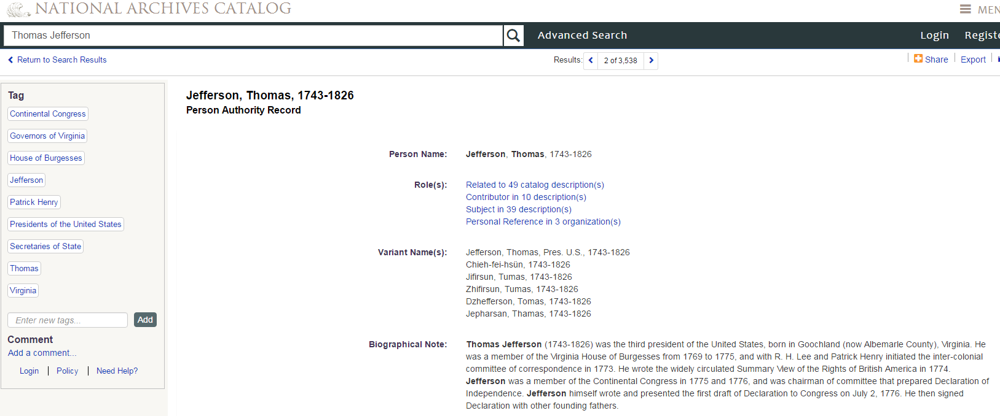 NATIONAL ARCHIVES CATALOG
MEN
Thomas Jefferson
Advanced Search
Login
Registe
Return to Search Results
Results:
2 of 3,538
Share
Export
Tag
Continental Congress
Governors of Virginia
House of Burgesses
Jefferson
Patrick Henry
Presidents of the United States
Secretaries of State
Thomas
Virginia
Enter new tags...
Add
Comment
Add a comment...
Login
Policy
Need Help?
Jefferson, Thomas, 1743-1826
Person Authority Record
Person Name:
Jefferson, Thomas, 1743-1826
Role(s):
Related to 49 catalog description(s)
Contributor in 10 description(s)
Subject in 39 description(s)
Personal Reference in 3 organization(s)
Variant Name(s):
Jefferson, Thomas, Pres. U.S., 1743-1826
Chieh-fei-hsün, 1743-1826
Jifirsun, Tumas, 1743-1826
Zhifirsun, Tumas, 1743-1826
Dzhefferson, Tomas, 1743-1826
Jepharsan, Thamas, 1743-1826
Biographical Note:
Thomas Jefferson (1743-1826) was the third president of the United States, born in Goochland (now Albemarle County), Virginia. He
was a member of the Virginia House of Burgesses from 1769 to 1775, and with R. H. Lee and Patrick Henry initiated the inter-colonial
committee of correspondence in 1773. He wrote the widely circulated Summary View of the Rights of British America in 1774.
Jefferson was a member of the Continental Congress in 1775 and 1776, and was chairman of committee that prepared Declaration of
Independence. Jefferson himself wrote and presented the first draft of Declaration to Congress on July 2, 1776. He then signed
Declaration with other founding fathers.